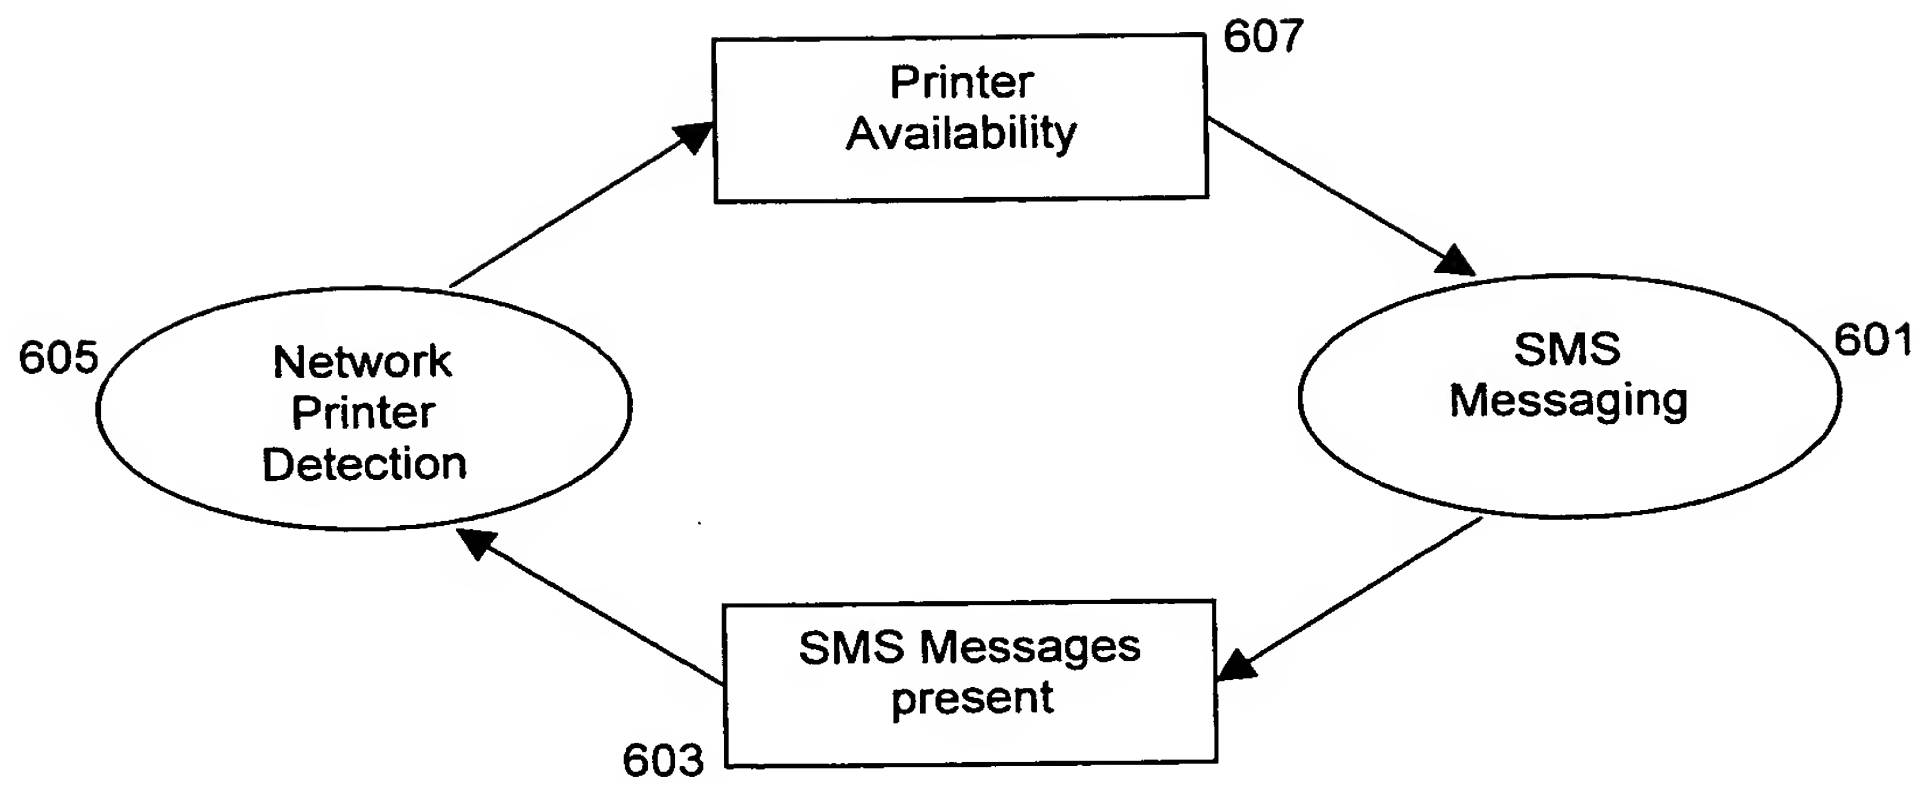 607
Printer
Availability
605
Network
Printer
Detection
SMS
Messaging
601
SMS Messages
present
603